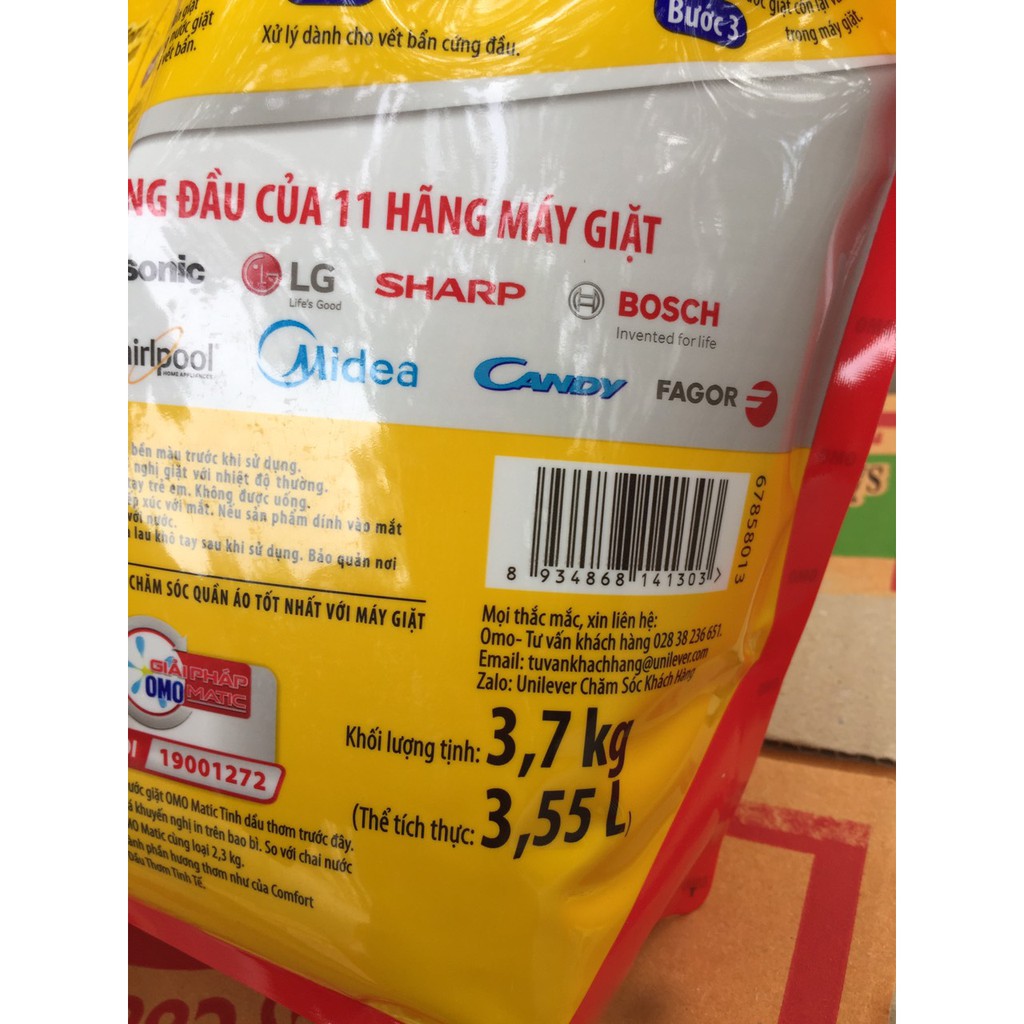 Xử lý dành cho vết bẩn cứng đầu.
Bước 3
trong máy giặt.
ĐẦU CỦA 11 HÃNG MÁY GIẶT
LG
Life's Good
SHARP
BOSCH
Invented for life
HOME APPLIANCES
Midea
CANDY
FAGOR
bền màu trước khi sử dụng.
nghị giặt với nhiệt độ thường.
tay trẻ em. Không được uống.
xúc với mắt. Nếu sản phẩm dính vào mắt
với nước.
lau khô tay sau khi sử dụng. Bảo quản nơi
CHĂM SÓC QUẦN ÁO TỐT NHẤT VỚI MÁY GIẶT
GIẢI PHÁP
OMO MATIC
19001272
giặt OMO Matic Tinh dầu thơm trước đây.
khuyến nghị in trên bao bì. So với chai nước
Matic cùng loại 2,3 kg.
phần hương thơm như của Comfort
Thơm Tinh Tế.
67858013
8 934868 141303 >
Mọi thắc mắc, xin liên hệ:
Omo- Tư vấn khách hàng 028 38 236 651.
Email: tuvankhachhang@unilever.com
Zalo: Unilever Chăm Sóc Khách Hàng
Khối lượng tịnh: 3,7 kg
(Thể tích thực: 3,55 L)